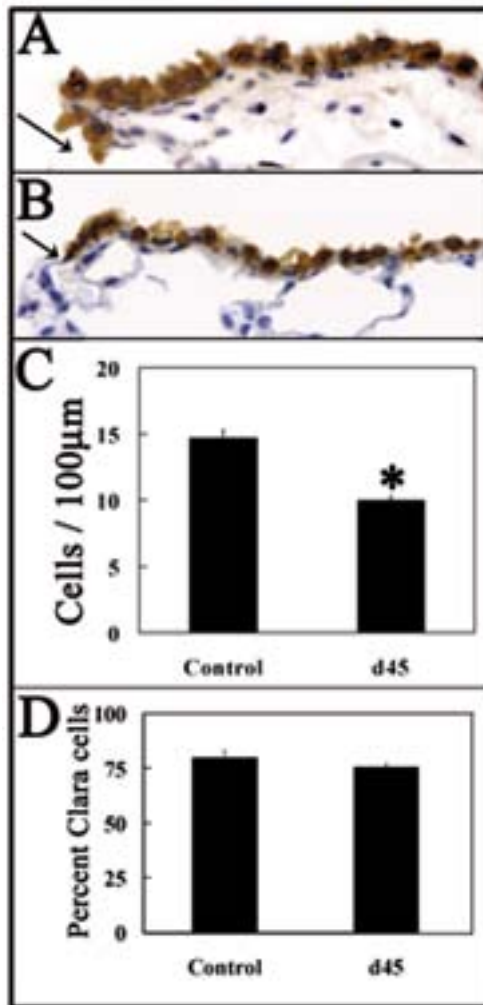 A
B
C
Cells / 100µm
20
15
10
5
0
*
Control
d45
D
Percent Clara cells
100
75
50
25
0
Control
d45